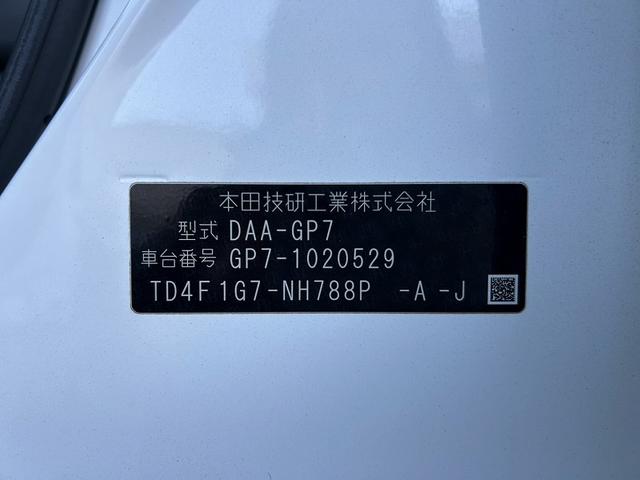 本田技研工業株式会社
型式 DAA-GP7
車台番号 GP7-1020529
TD4F1G7-NH788P -A -J